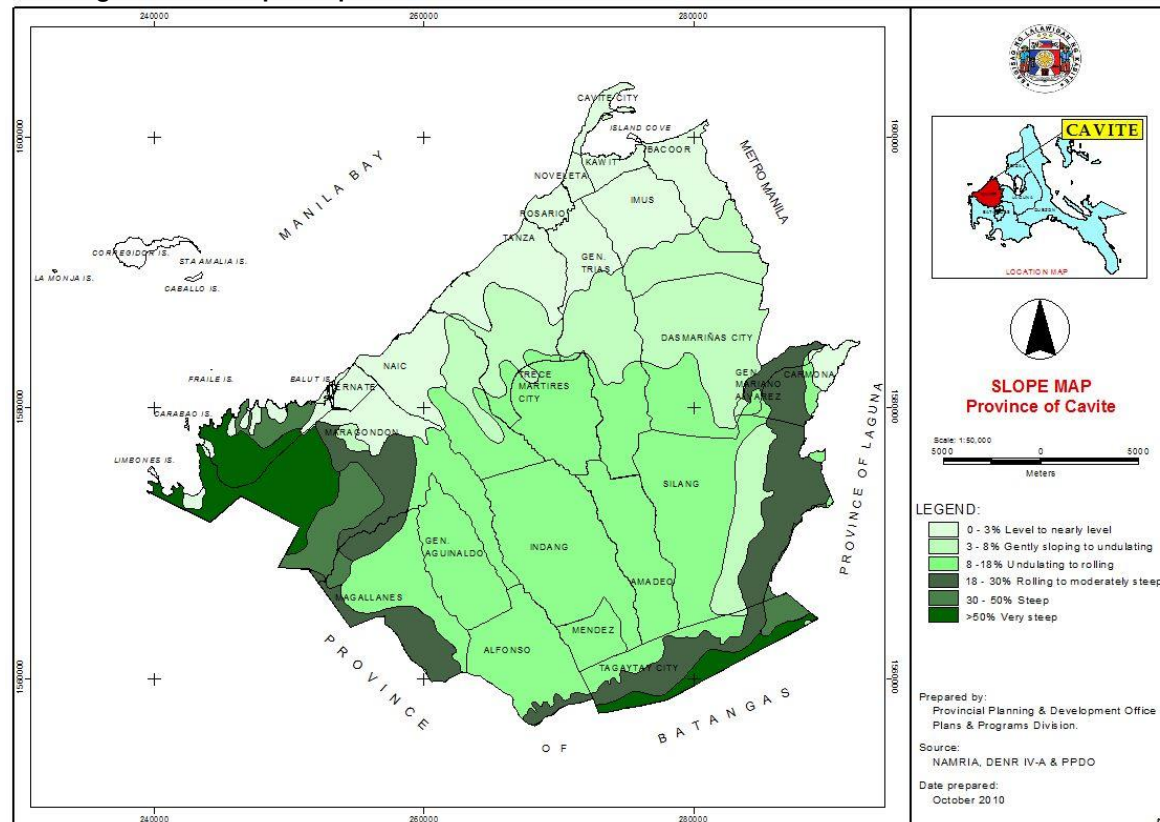 240000
260000
280000
CAVITE CITY
ISLAND COVE
BACOOR
KAWIT
NOVELETA
IMUS
ROSARIO
TANZA
GEN.
TRIAS
METRO MANILA
MANILA BAY
CORREGIDOR IS.
STA AMALIA IS.
LA MONJA IS.
CABALLO IS.
DASMARIÑAS CITY
NAIC
FRAILE IS.
BALUT IS.
TRECE
MARTIRES
CITY
GEN.
MARIANO
ALVAREZ
CARMONA
CARABAO IS.
MARAGONDON
LIMBONES IS.
SILANG
PROVINCE OF LAGUNA
GEN.
AGUINALDO
INDANG
AMADEO
MAGALLANES
MENDEZ
ALFONSO
TAGAYTAY CITY
PROVINCE OF BATANGAS
240000
260000
280000
CAVITE
LOCATION MAP
SLOPE MAP
Province of Cavite
Scale: 1:50,000
5000 0 5000
Meters
LEGEND:
0 - 3% Level to nearly level
3 - 8% Gently sloping to undulating
8 -18% Undulating to rolling
18 - 30% Rolling to moderately steep
30 - 50% Steep
>50% Very steep
Prepared by:
Provincial Planning & Development Office
Plans & Programs Division.
Source:
NAMRIA, DENR IV-A & PPDO
Date prepared:
October 2010